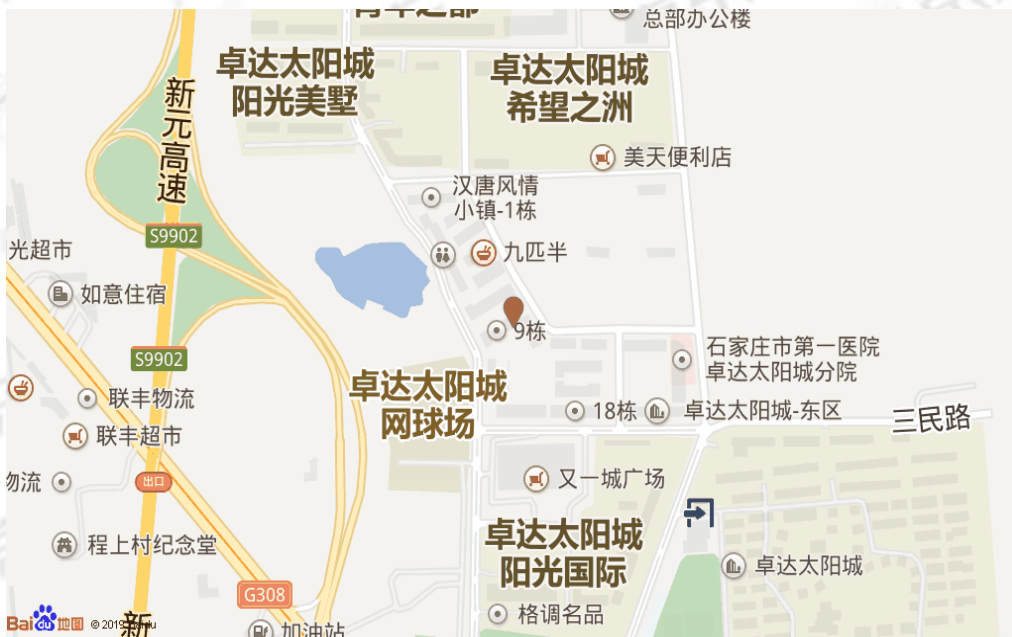 总部办公楼
卓达太阳城
阳光美墅
卓达太阳城
希望之洲
新元高速
美天便利店
汉唐风情
小镇-1栋
S9902
光超市
九匹半
如意住宿
9栋
石家庄市第一医院
卓达太阳城分院
S9902
卓达太阳城
网球场
联丰物流
18栋
卓达太阳城-东区
三民路
联丰超市
物流
出口
又一城广场
卓达太阳城
阳光国际
程上村纪念堂
卓达太阳城
G308
格调名品
新
加油站
Bai du 地图